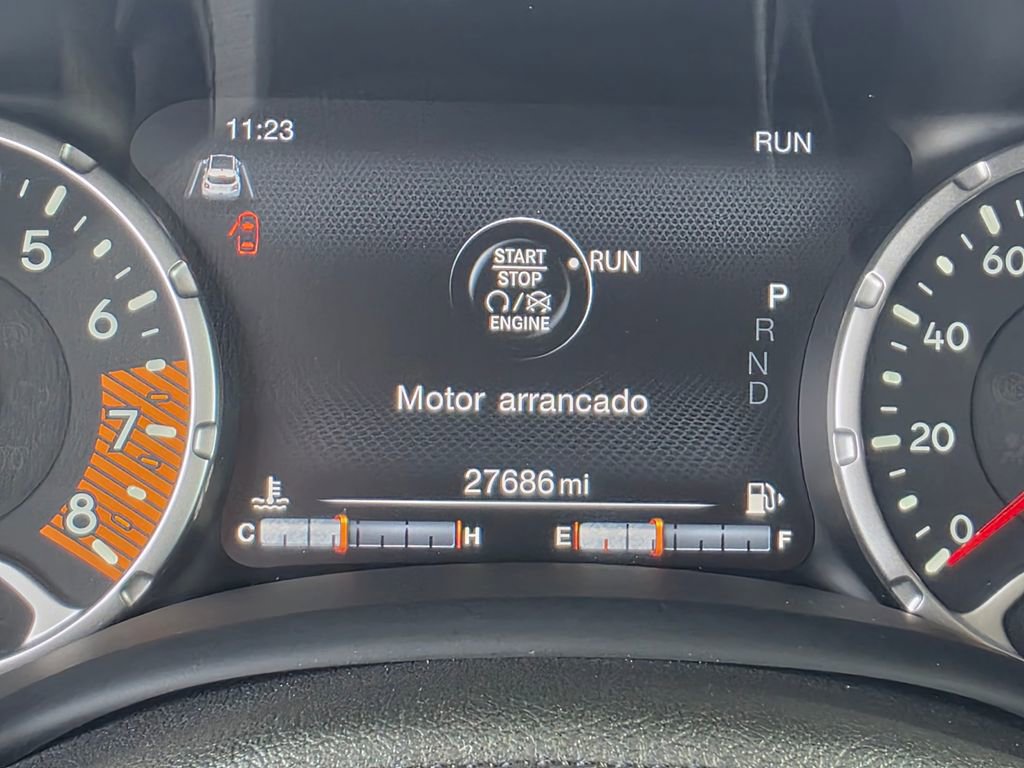 11:23
RUN
START
STOP
ENGINE
RUN
P
R
N
D
Motor arrancado
27686 mi
C
H
E
F
5
6
7
8
60
40
20
0